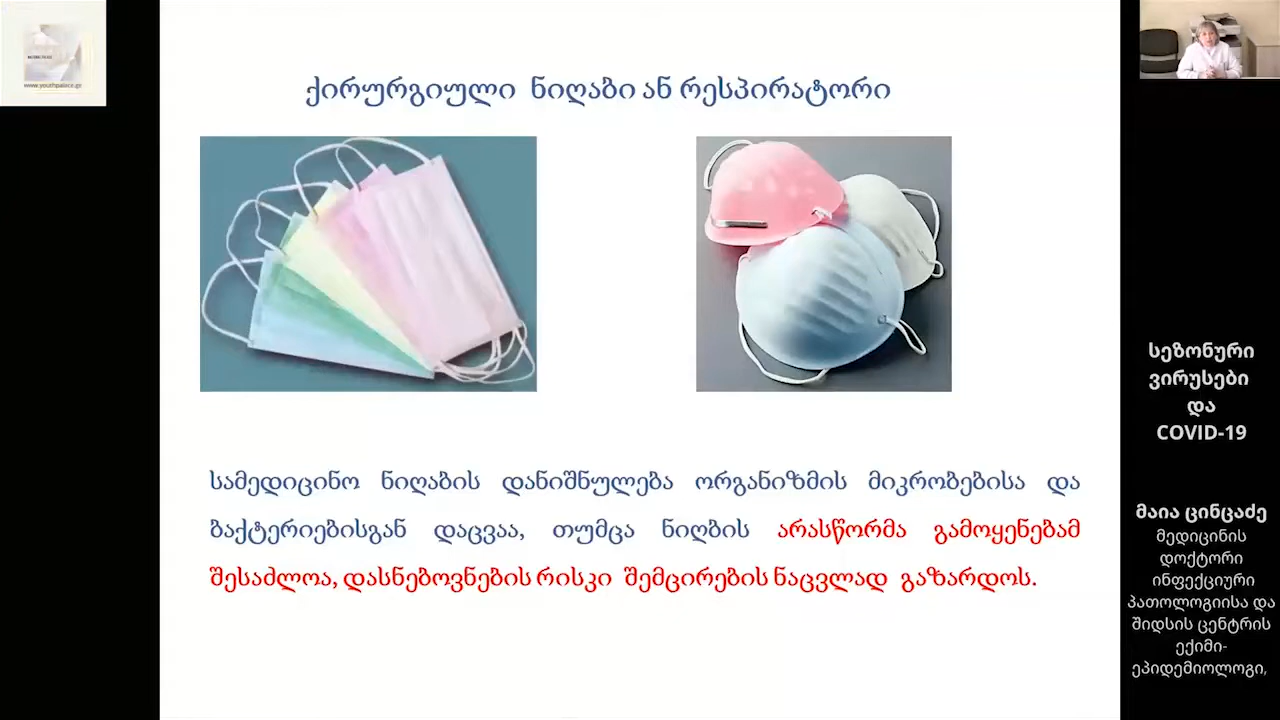 www.youthpalace.ge
ქირურგიული ნიღაბი ან რესპირატორი
სამედიცინო ნიღაბის დანიშნულება ორგანიზმის მიკრობებისა და
ბაქტერიებისგან დაცვაა, თუმცა ნიღბის არასწორმა გამოყენებამ
შესაძლოა, დასნებოვნების რისკი შემცირების ნაცვლად გაზარდოს.
სეზონური
ვირუსები
და
COVID-19
მაია ცინცაძე
მედიცინის
დოქტორი
ინფექციური
პათოლოგიისა და
შიდსის ცენტრის
ექიმი-
ეპიდემიოლოგი,